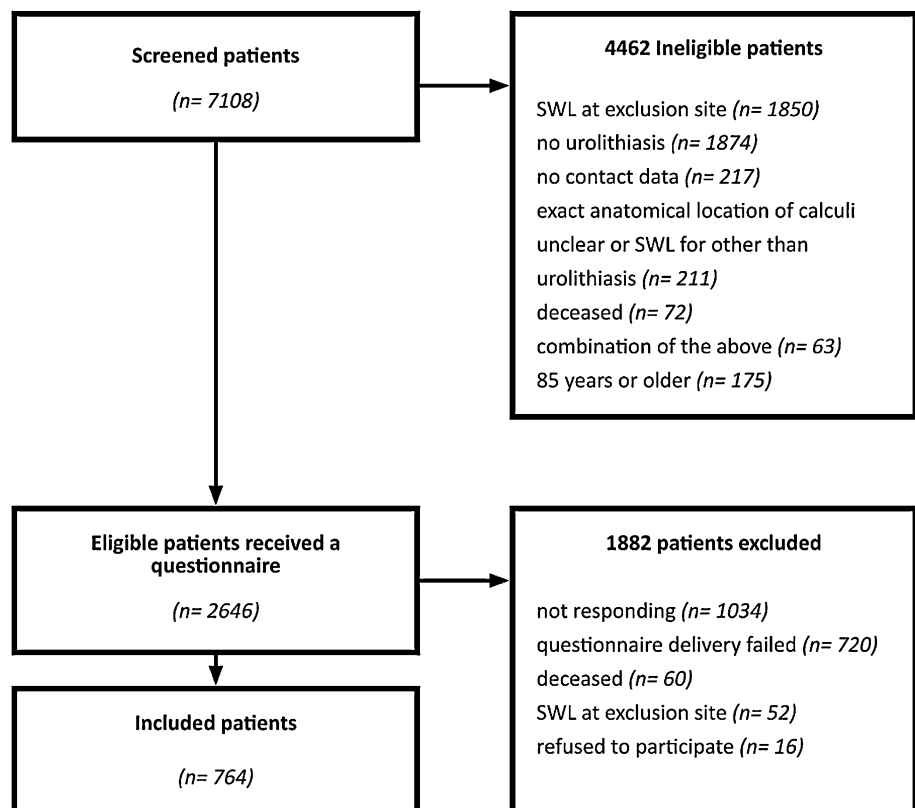 Screened patients
(n= 7108)
4462 Ineligible patients
SWL at exclusion site (n= 1850)
no urolithiasis (n= 1874)
no contact data (n= 217)
exact anatomical location of calculi
unclear or SWL for other than
urolithiasis (n= 211)
deceased (n= 72)
combination of the above (n= 63)
85 years or older (n= 175)
Eligible patients received a
questionnaire
(n= 2646)
1882 patients excluded
not responding (n= 1034)
questionnaire delivery failed (n= 720)
deceased (n= 60)
SWL at exclusion site (n= 52)
refused to participate (n= 16)
Included patients
(n= 764)